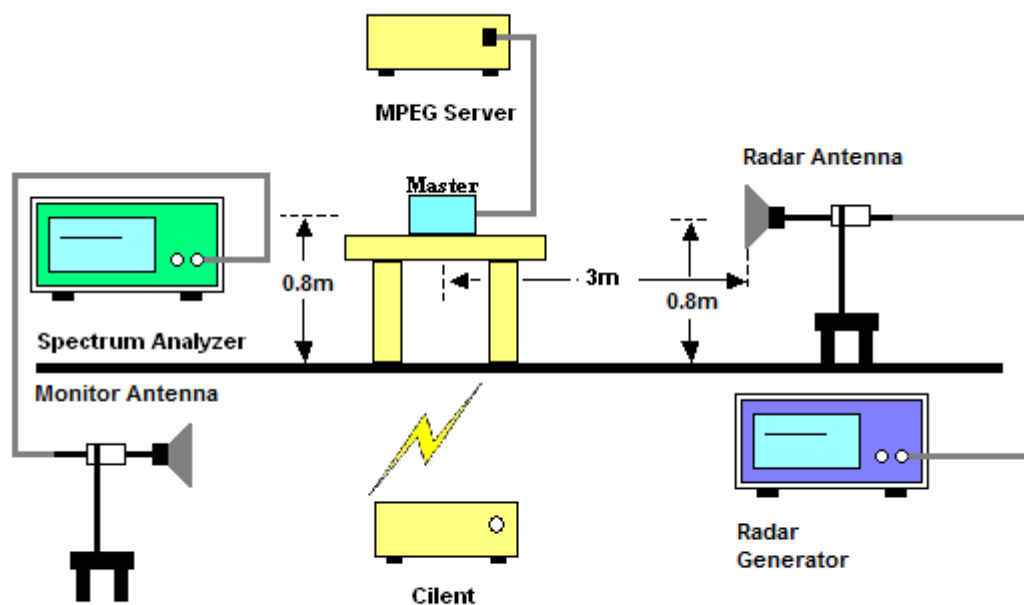 MPEG Server
Radar Antenna
Master
0.8m
3m
0.8m
Spectrum Analyzer
Monitor Antenna
Radar
Generator
Cilent